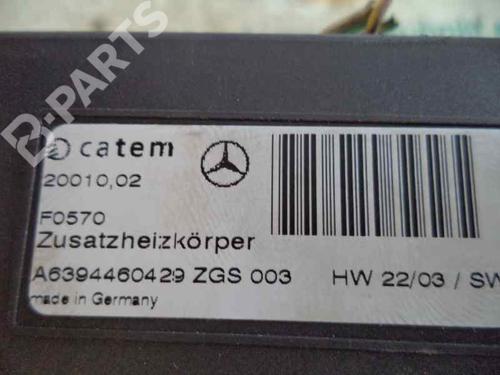 B-PARTS
catem
20010,02
F0570
Zusatzheizkörper
A6394460429 ZGS 003 HW 22/03 / SW
made in Germany